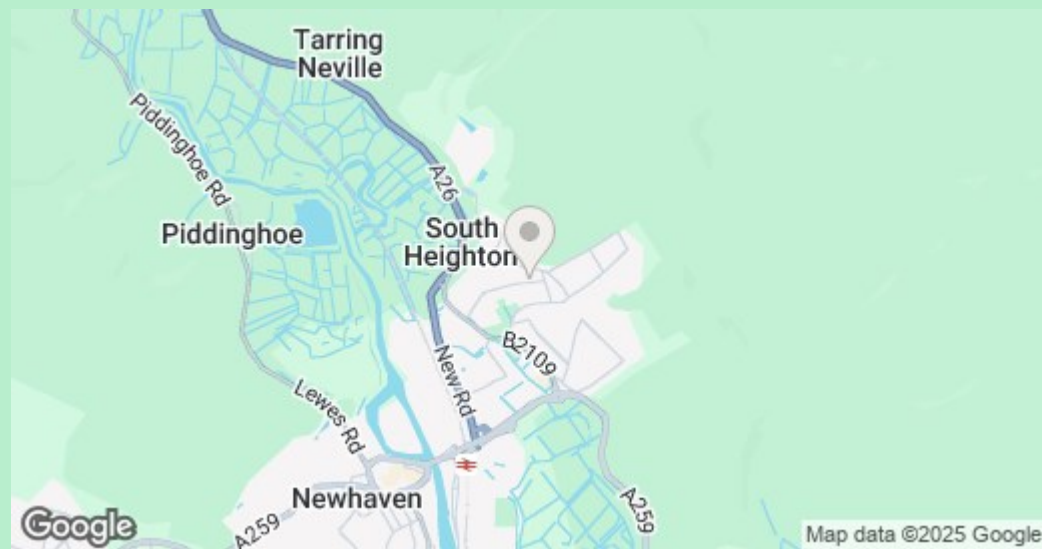 Tarring
Neville
Piddinghoe Rd
A26
Piddinghoe
South
Heighton
B2109
New Rd
Lewes Rd
Newhaven
A259
A259
Google
Map data ©2025 Google